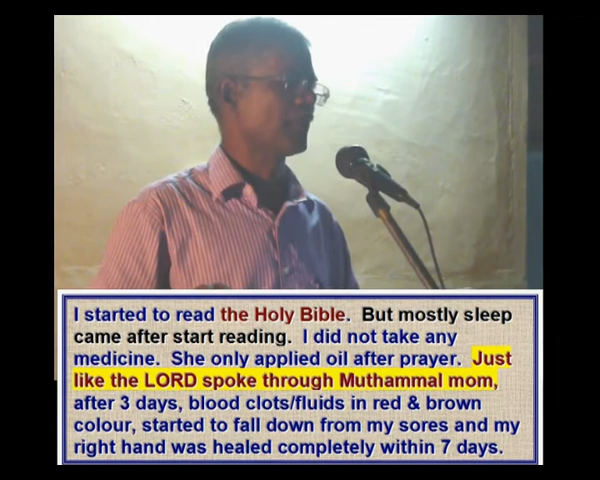 I started to read the Holy Bible. But mostly sleep
came after start reading. I did not take any
medicine. She only applied oil after prayer. Just
like the LORD spoke through Muthammal mom,
after 3 days, blood clots/fluids in red & brown
colour, started to fall down from my sores and my
right hand was healed completely within 7 days.